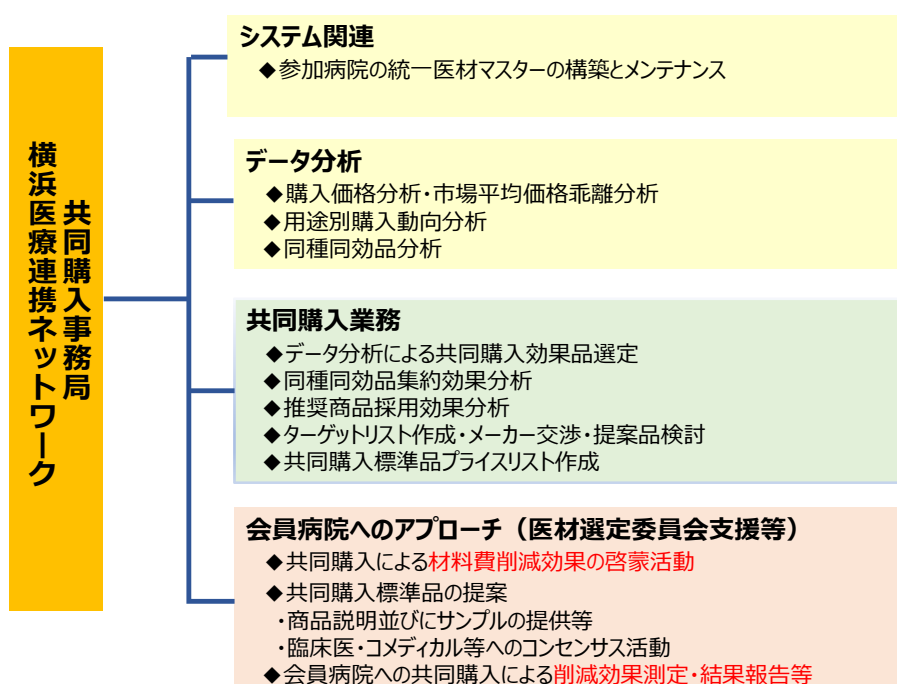 横浜医療連携ネットワーク
共同購入事務局
システム関連
◆参加病院の統一医材マスターの構築とメンテナンス
データ分析
◆購入価格分析・市場平均価格乖離分析
◆用途別購入動向分析
◆同種同効品分析
共同購入業務
◆データ分析による共同購入効果品選定
◆同種同効品集約効果分析
◆推奨商品採用効果分析
◆ターゲットリスト作成・メーカー交渉・提案品検討
◆共同購入標準品プライスリスト作成
会員病院へのアプローチ（医材選定委員会支援等）
◆共同購入による材料費削減効果の啓蒙活動
◆共同購入標準品の提案
・商品説明並びにサンプルの提供等
・臨床医・コメディカル等へのコンセンサス活動
◆会員病院への共同購入による削減効果測定・結果報告等